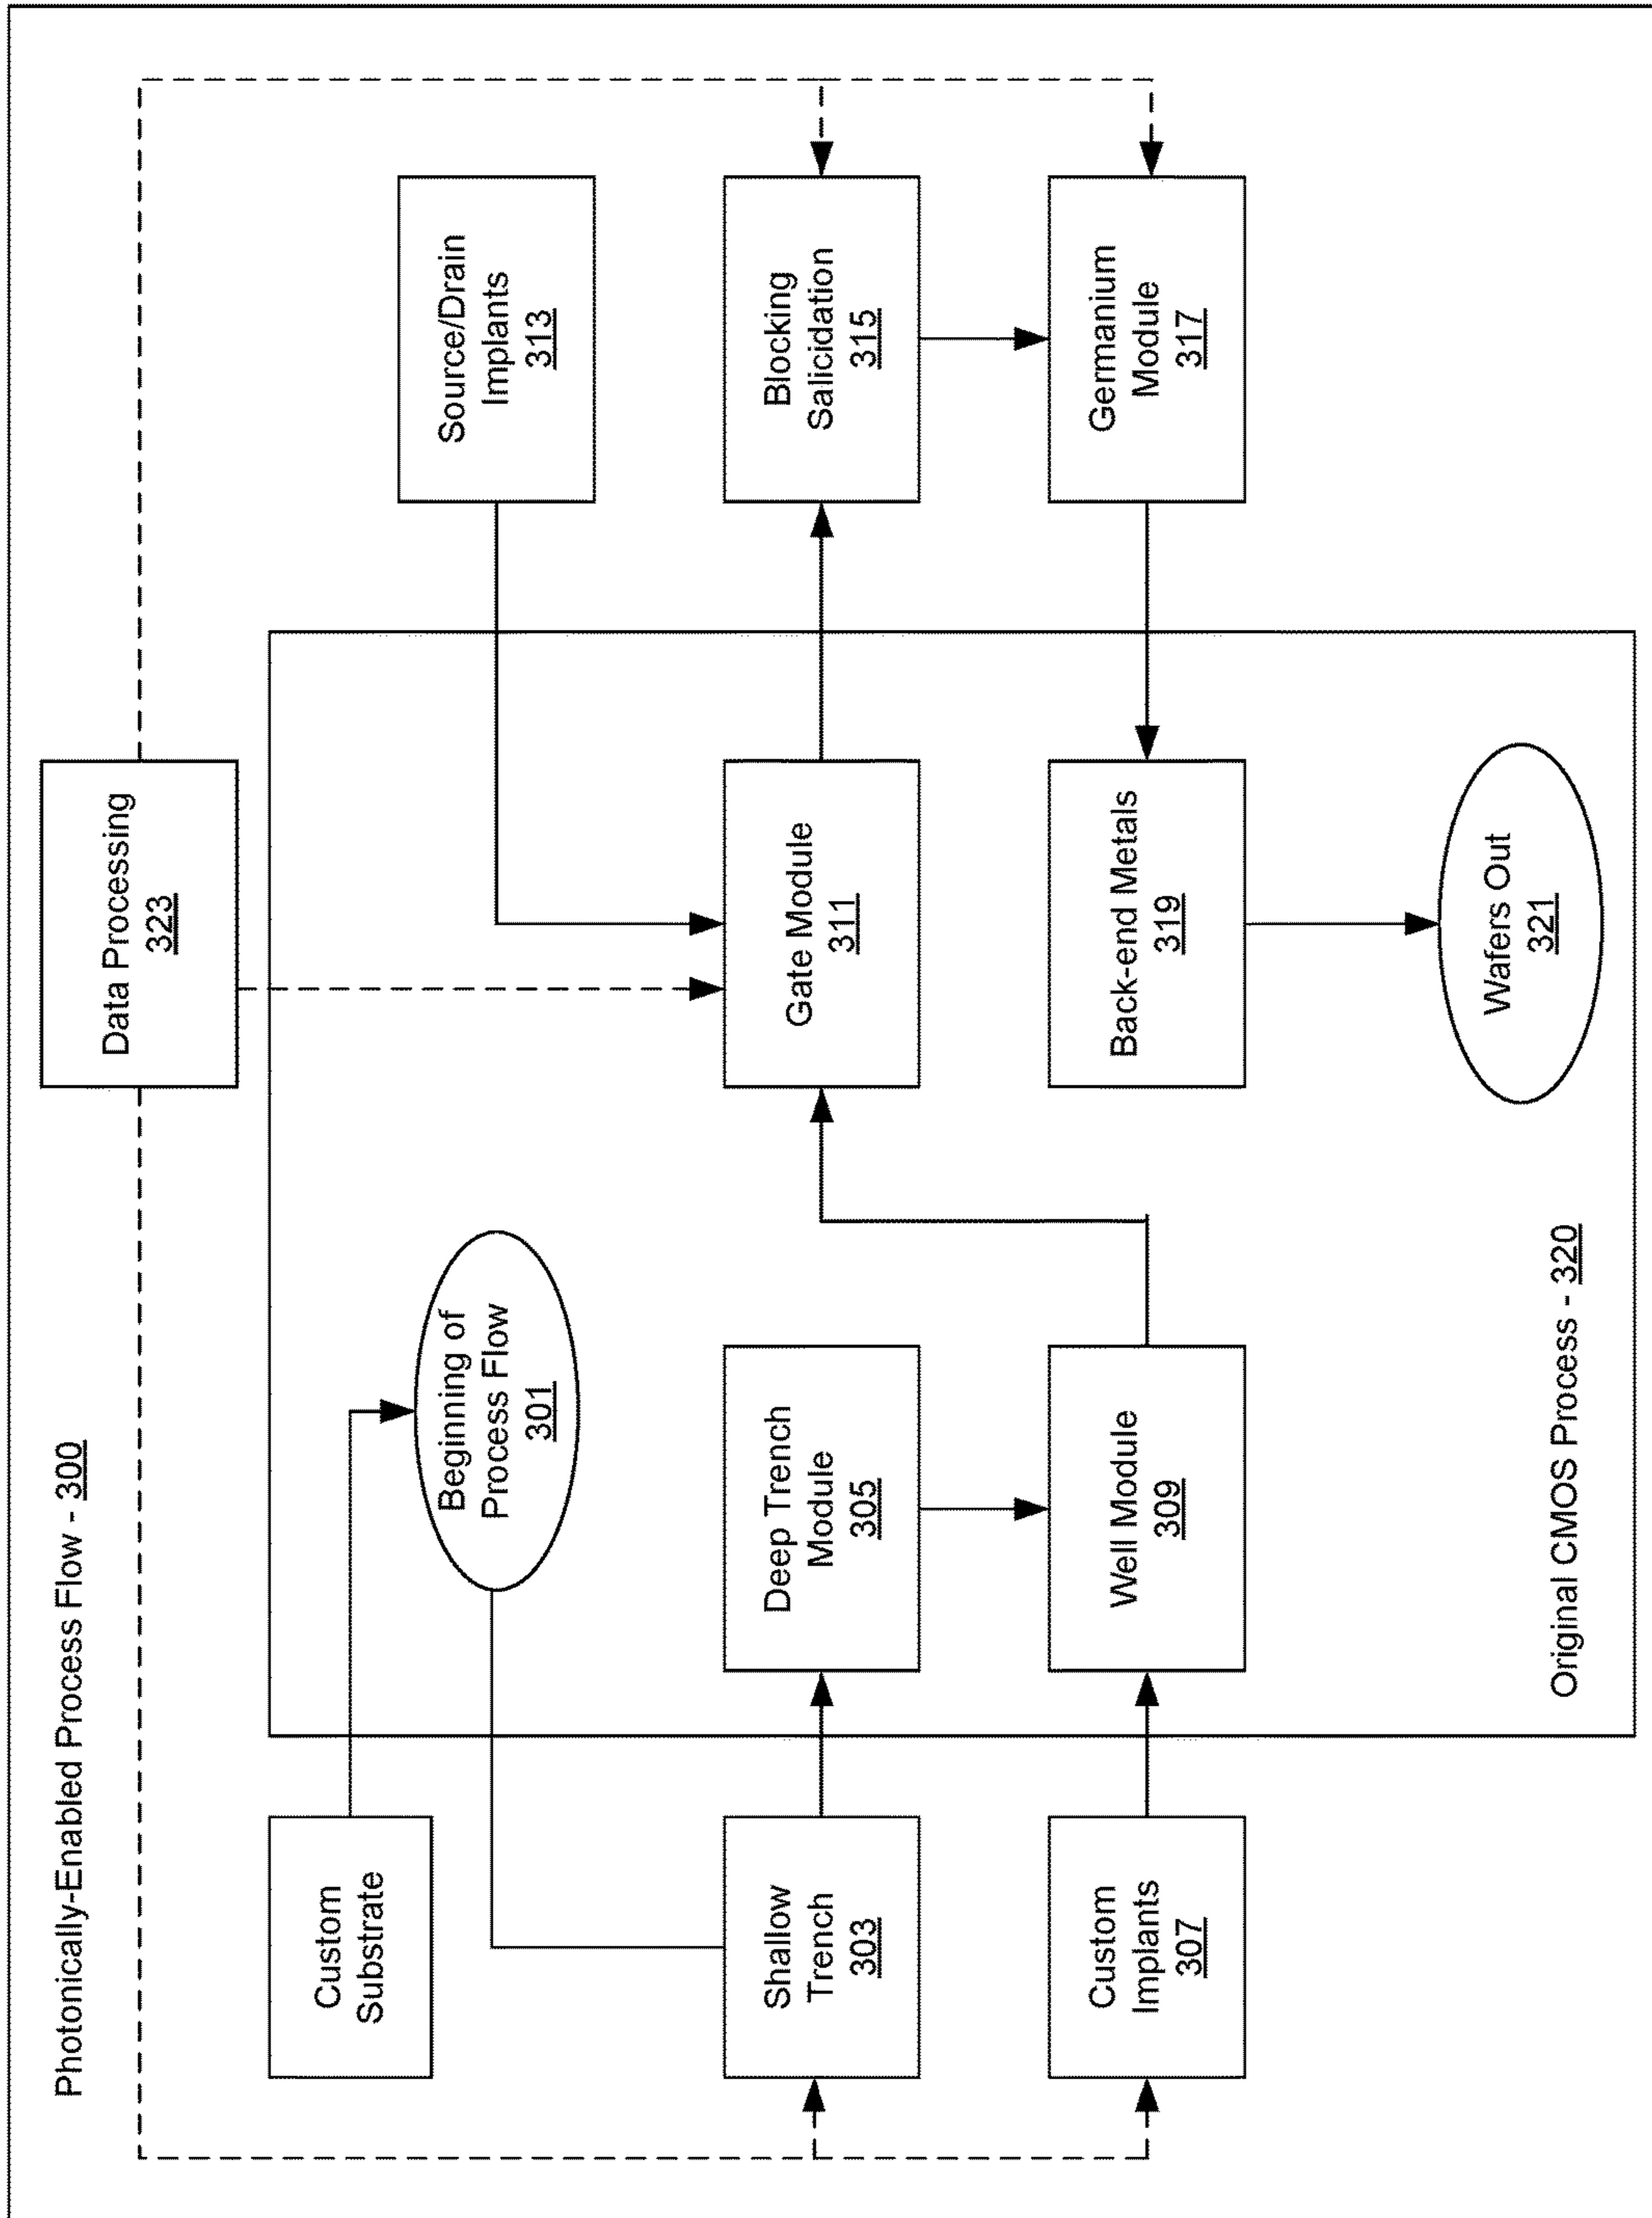 Photonically-Enabled Process Flow - 300
Data Processing
323
Custom
Substrate
Beginning of
Process Flow
301
Source/Drain
Implants
313
Shallow
Trench
303
Deep Trench
Module
305
Gate Module
311
Blocking
Salicidation
315
Custom
Implants
307
Well Module
309
Back-end Metals
319
Germanium
Module
317
Wafers Out
321
Original CMOS Process - 320